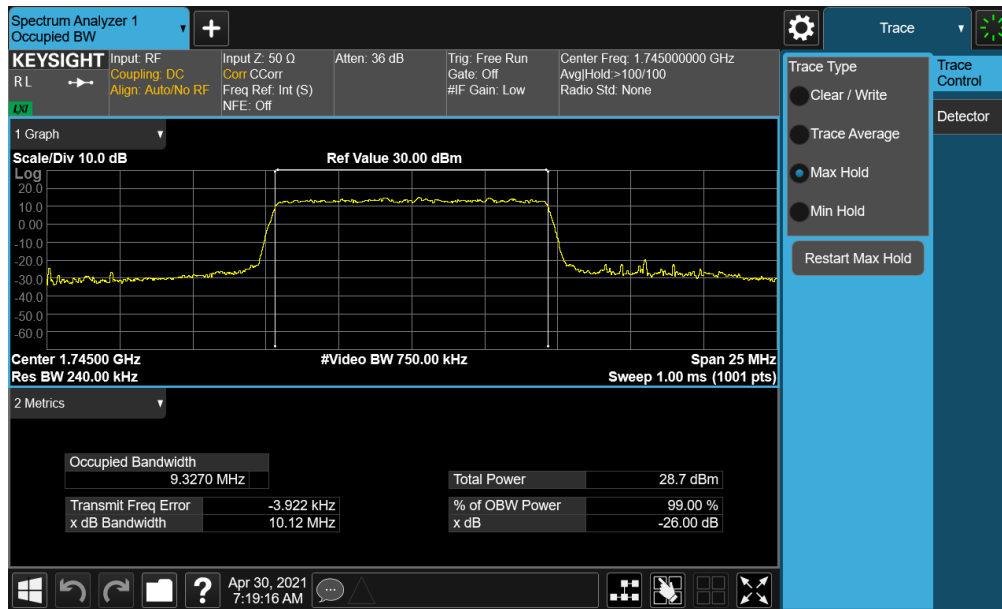 Spectrum Analyzer 1
Occupied BW
+
Trace
KEYSIGHT
R L
LXI
Input: RF
Coupling: DC
Align: Auto/No RF
Input Z: 50 Ω
Corr CCorr
Freq Ref: Int (S)
NFE: Off
Atten: 36 dB
Trig: Free Run
Gate: Off
#IF Gain: Low
Center Freq: 1.745000000 GHz
Avg|Hold:>100/100
Radio Std: None
Trace Type
Clear / Write
Trace Average
Max Hold
Min Hold
Restart Max Hold
Trace
Control
Detector
1 Graph
Scale/Div 10.0 dB
Ref Value 30.00 dBm
Log
20.0
10.0
0.00
-10.0
-20.0
-30.0
-40.0
-50.0
-60.0
Center 1.74500 GHz
#Video BW 750.00 kHz
Span 25 MHz
Res BW 240.00 kHz
Sweep 1.00 ms (1001 pts)
2 Metrics
Occupied Bandwidth
9.3270 MHz
Total Power 28.7 dBm
Transmit Freq Error -3.922 kHz
% of OBW Power 99.00 %
x dB Bandwidth 10.12 MHz
x dB -26.00 dB
?
Apr 30, 2021
7:19:16 AM